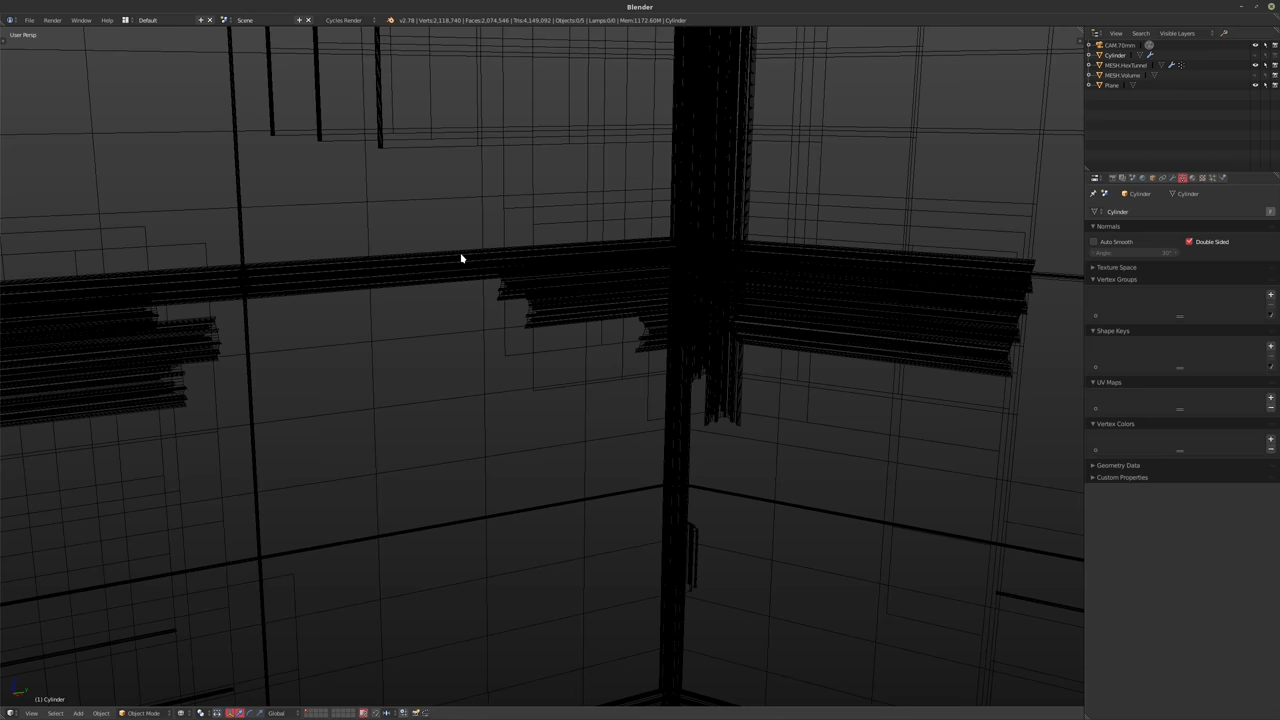 Blender
File Render Window Help Default Scene Cycles Render v2.78 | Verts:2,118,740 | Faces:2,074,546 | Tris:4,149,092 | Objects:0/5 | Lamps:0/0 | Mem:1172.60M | Cylinder
User Persp
View Search Visible Layers
CAM:70mm
Cylinder
MESH.HexTunnel
MESH.Volume
Plane
Cylinder Cylinder
Cylinder F
Normals
Auto Smooth Double Sided
Angle: 30°
Texture Space
Vertex Groups
Shape Keys
UV Maps
Vertex Colors
Geometry Data
Custom Properties
(1) Cylinder
View Select Add Object Object Mode Global